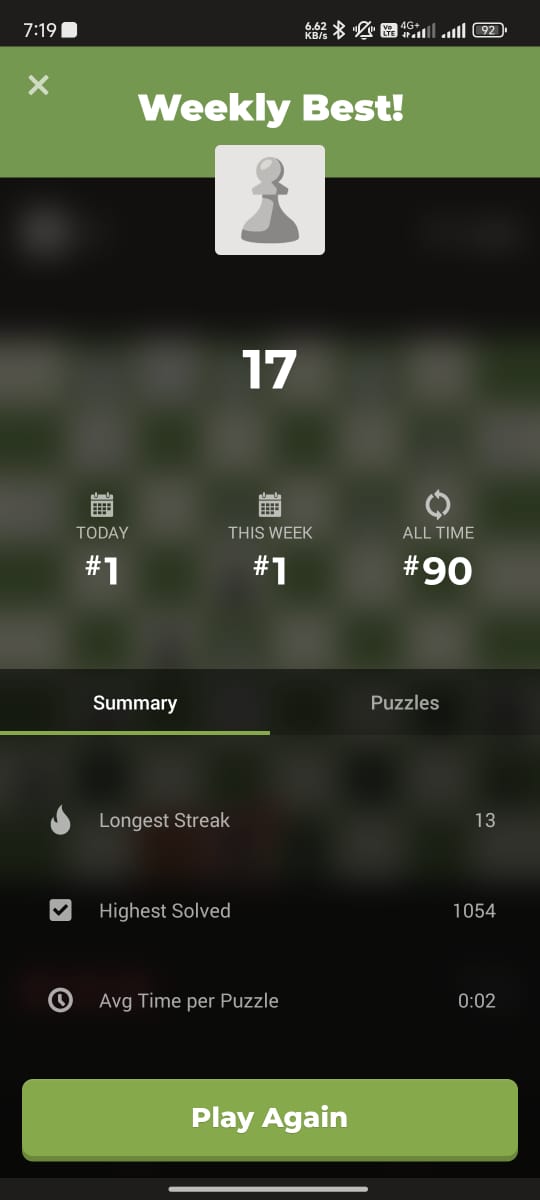 7:19
6.62
KB/s
Vo
LTE
4G+
92
Weekly Best!
17
TODAY
THIS WEEK
ALL TIME
#1
#1
#90
Summary
Puzzles
Longest Streak
13
Highest Solved
1054
Avg Time per Puzzle
0:02
Play Again